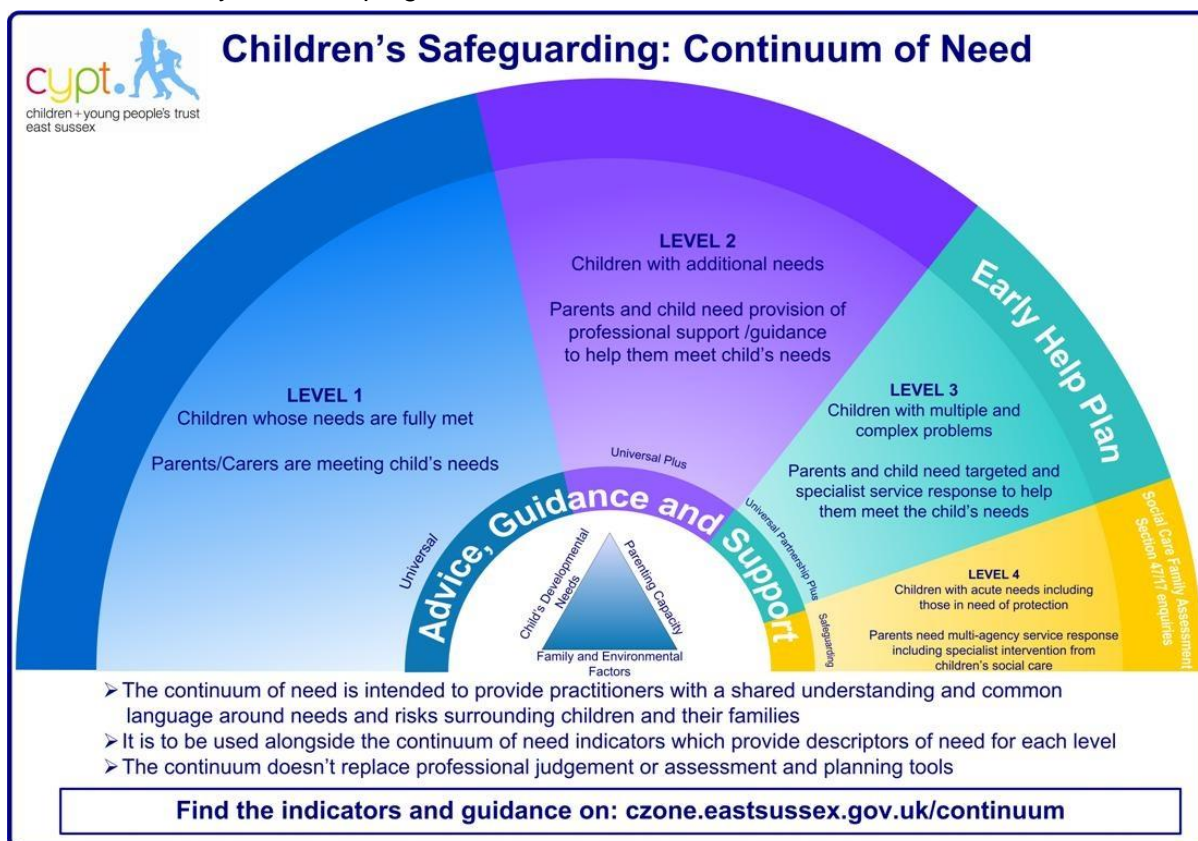 Children's Safeguarding: Continuum of Need
cypt.
children + young people's trust
east sussex
LEVEL 1
Children whose needs are fully met
Parents/Carers are meeting child's needs
LEVEL 2
Children with additional needs
Parents and child need provision of
professional support /guidance
to help them meet child's needs
LEVEL 3
Children with multiple and
complex problems
Parents and child need targeted and
specialist service response to help
them meet the child's needs
LEVEL 4
Children with acute needs including
those in need of protection
Parents need multi-agency service response
including specialist intervention from
children's social care
Early Help Plan
Social Care Family Assessment
Section 47/17 enquiries
Universal
Universal Plus
Universal Partnership Plus
Safeguarding
Advice, Guidance and Support
Child's Developmental
Needs
Parenting Capacity
Family and Environmental
Factors
➢ The continuum of need is intended to provide practitioners with a shared understanding and common
language around needs and risks surrounding children and their families
➢ It is to be used alongside the continuum of need indicators which provide descriptors of need for each level
➢ The continuum doesn't replace professional judgement or assessment and planning tools
Find the indicators and guidance on: czone.eastsussex.gov.uk/continuum